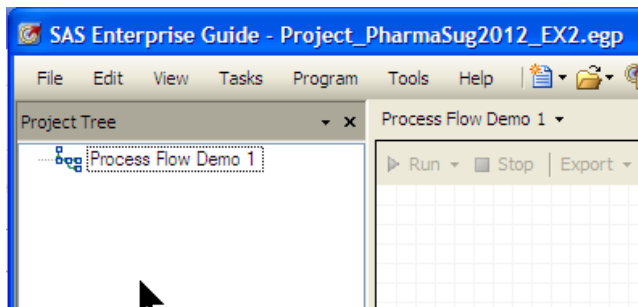 SAS Enterprise Guide - Project_PharmaSug2012_EX2.egp
File Edit View Tasks Program Tools Help
Project Tree
Process Flow Demo 1
Process Flow Demo 1
Run Stop Export